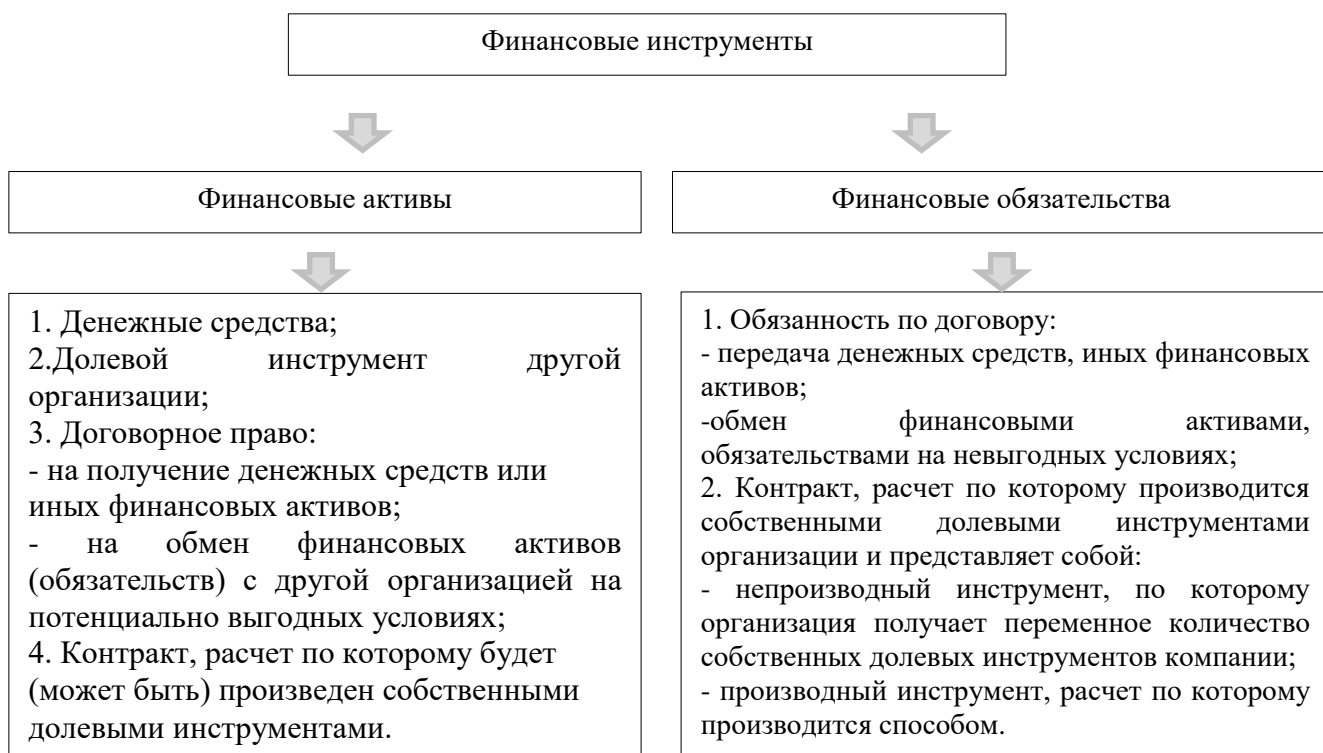 Финансовые инструменты
Финансовые активы
Финансовые обязательства
1. Денежные средства;
2.Долевой инструмент другой
организации;
3. Договорное право:
- на получение денежных средств или
иных финансовых активов;
- на обмен финансовых активов
(обязательств) с другой организацией на
потенциально выгодных условиях;
4. Контракт, расчет по которому будет
(может быть) произведен собственными
долевыми инструментами.
1. Обязанность по договору:
- передача денежных средств, иных финансовых
активов;
-обмен финансовыми активами,
обязательствами на невыгодных условиях;
2. Контракт, расчет по которому производится
собственными долевыми инструментами
организации и представляет собой:
- непроизводный инструмент, по которому
организация получает переменное количество
собственных долевых инструментов компании;
- производный инструмент, расчет по которому
производится способом.